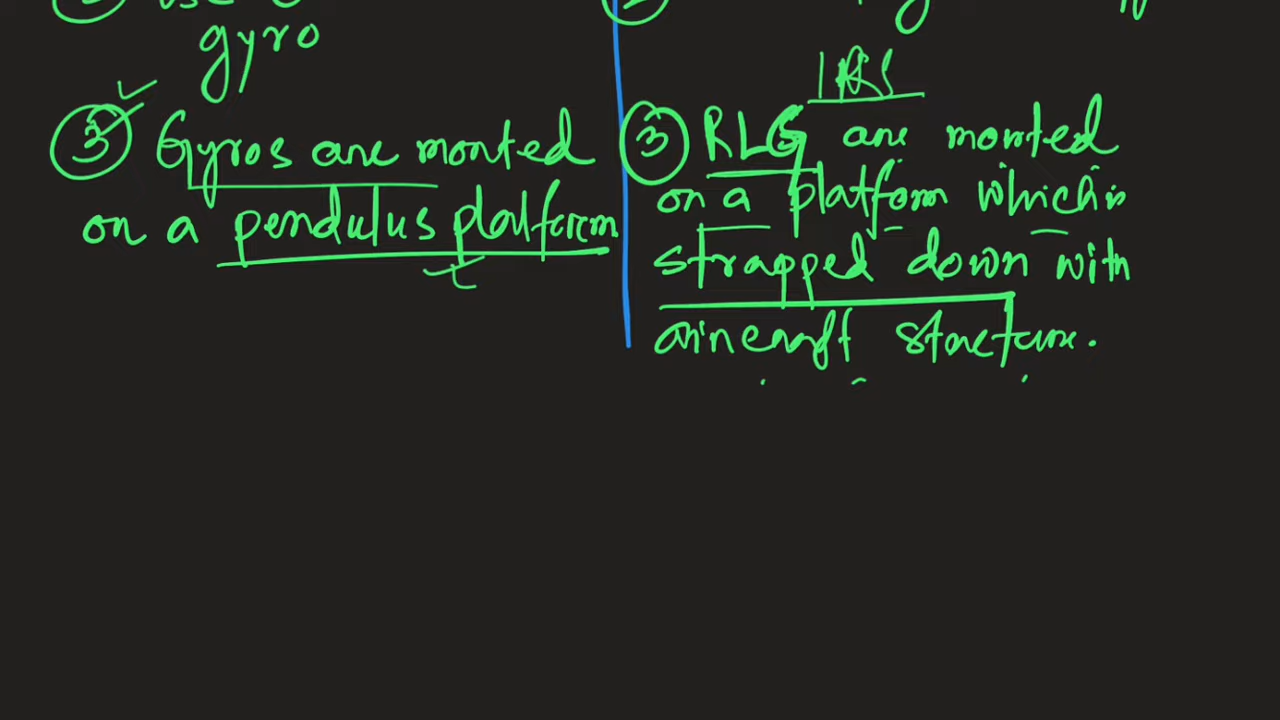 gyro
3 Gyros are monted
on a pendulus platform
IRS
3 RLG are monted
on a platform which is
strapped down with
aircraft structure.